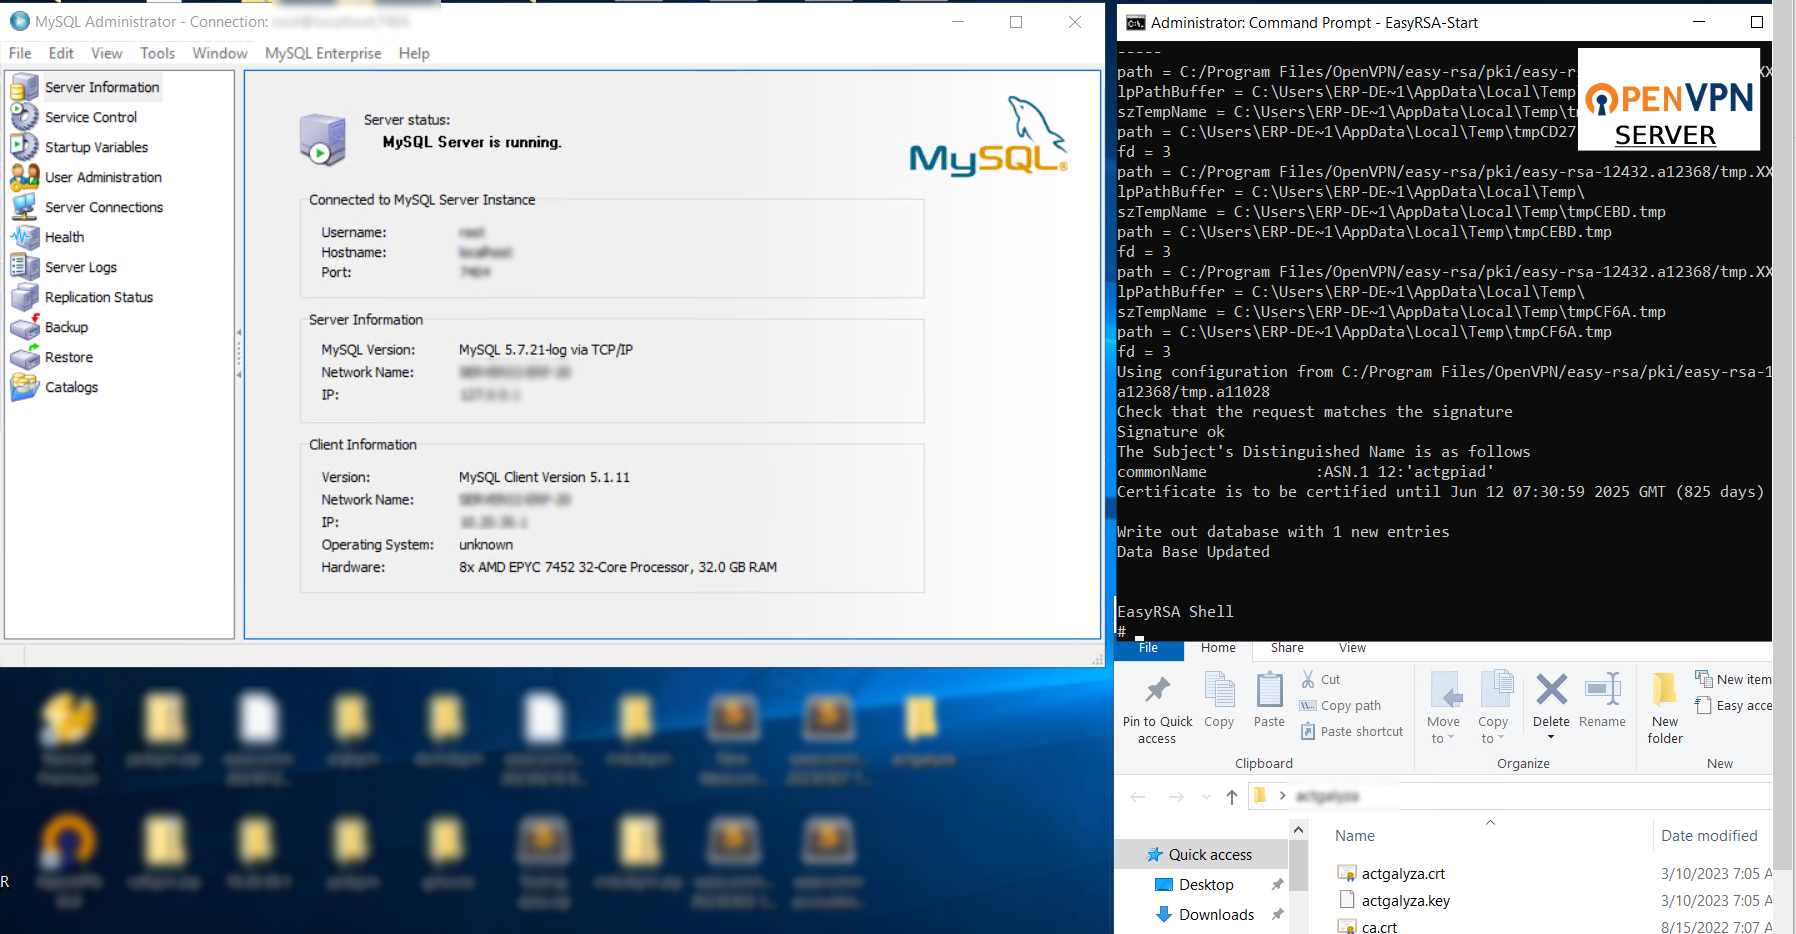 MySQL Administrator - Connection:
File Edit View Tools Window MySQL Enterprise Help
Server Information
Service Control
Startup Variables
User Administration
Server Connections
Health
Server Logs
Replication Status
Backup
Restore
Catalogs
Server status:
MySQL Server is running.
MySQL®
Connected to MySQL Server Instance
Username:
Hostname:
Port:
Server Information
MySQL Version: MySQL 5.7.21-log via TCP/IP
Network Name:
IP:
Client Information
Version: MySQL Client Version 5.1.11
Network Name:
IP:
Operating System: unknown
Hardware: 8x AMD EPYC 7452 32-Core Processor, 32.0 GB RAM
R
Administrator: Command Prompt - EasyRSA-Start
-----
path = C:/Program Files/OpenVPN/easy-rsa/pki/easy-rs XX
lpPathBuffer = C:\Users\ERP-DE~1\AppData\Local\Temp
szTempName = C:\Users\ERP-DE~1\AppData\Local\Temp\tm
path = C:\Users\ERP-DE~1\AppData\Local\Temp\tmpCD27
fd = 3
path = C:/Program Files/OpenVPN/easy-rsa/pki/easy-rsa-12432.a12368/tmp.XX
lpPathBuffer = C:\Users\ERP-DE~1\AppData\Local\Temp\
szTempName = C:\Users\ERP-DE~1\AppData\Local\Temp\tmpCEBD.tmp
path = C:\Users\ERP-DE~1\AppData\Local\Temp\tmpCEBD.tmp
fd = 3
path = C:/Program Files/OpenVPN/easy-rsa/pki/easy-rsa-12432.a12368/tmp.XX
lpPathBuffer = C:\Users\ERP-DE~1\AppData\Local\Temp\
szTempName = C:\Users\ERP-DE~1\AppData\Local\Temp\tmpCF6A.tmp
path = C:\Users\ERP-DE~1\AppData\Local\Temp\tmpCF6A.tmp
fd = 3
Using configuration from C:/Program Files/OpenVPN/easy-rsa/pki/easy-rsa-1
a12368/tmp.a11028
Check that the request matches the signature
Signature ok
The Subject's Distinguished Name is as follows
commonName :ASN.1 12:'actgpiad'
Certificate is to be certified until Jun 12 07:30:59 2025 GMT (825 days)
Write out database with 1 new entries
Data Base Updated
EasyRSA Shell
#
OPENVPN
SERVER
File Home Share View
Pin to Quick access
Copy
Paste
Cut
Copy path
Paste shortcut
Move to
Copy to
Delete
Rename
New folder
New item
Easy acce
Clipboard Organize New
> actgalyza
Name Date modified
Quick access
Desktop
Downloads
actgalyza.crt 3/10/2023 7:05 A
actgalyza.key 3/10/2023 7:05 A
ca.crt 8/15/2022 7:07 A